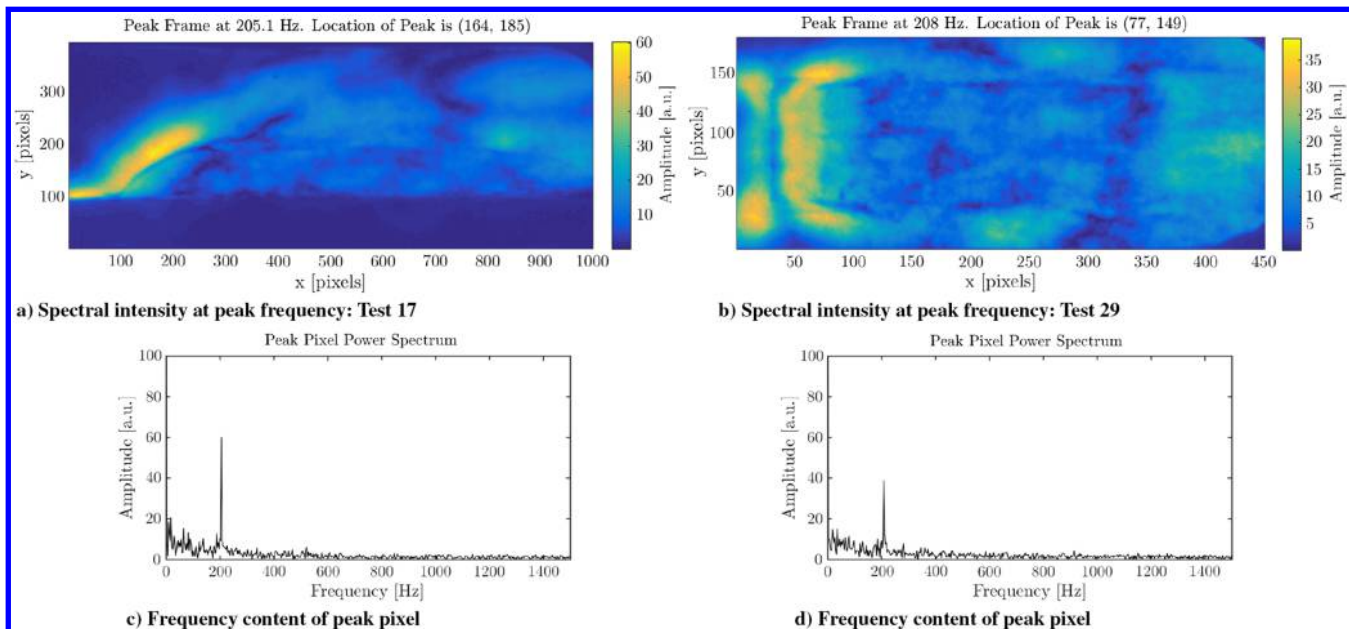 Peak Frame at 205.1 Hz. Location of Peak is (164, 185)
60
50
40
30
20
10
Amplitude [a.u.]
300
200
100
y [pixels]
100 200 300 400 500 600 700 800 900 1000
x [pixels]
a) Spectral intensity at peak frequency: Test 17
Peak Frame at 208 Hz. Location of Peak is (77, 149)
35
30
25
20
15
10
5
Amplitude [a.u.]
150
100
50
y [pixels]
50 100 150 200 250 300 350 400 450
x [pixels]
b) Spectral intensity at peak frequency: Test 29
Peak Pixel Power Spectrum
100
80
60
40
20
0
Amplitude [a.u.]
0 200 400 600 800 1000 1200 1400
Frequency [Hz]
c) Frequency content of peak pixel
Peak Pixel Power Spectrum
100
80
60
40
20
0
Amplitude [a.u.]
0 200 400 600 800 1000 1200 1400
Frequency [Hz]
d) Frequency content of peak pixel